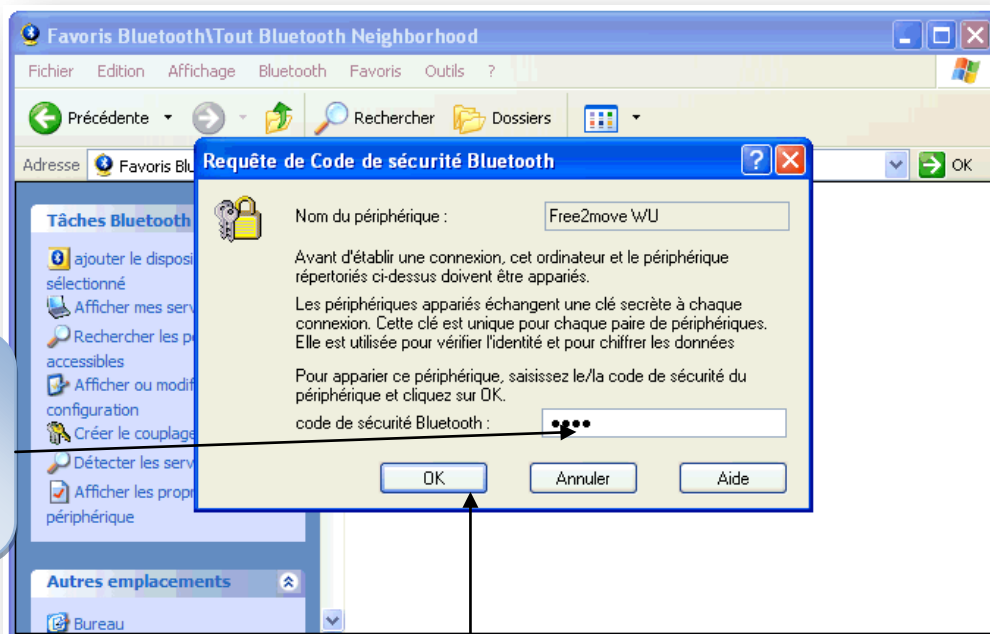 Favoris Bluetooth\Tout Bluetooth Neighborhood
Fichier Edition Affichage Bluetooth Favoris Outils ?
Précédente Rechercher Dossiers
Adresse Favoris Blu OK
Requête de Code de sécurité Bluetooth
Nom du périphérique : Free2move WU
Avant d'établir une connexion, cet ordinateur et le périphérique
répertoriés ci-dessus doivent être appariés.
Les périphériques appariés échangent une clé secrète à chaque
connexion. Cette clé est unique pour chaque paire de périphériques.
Elle est utilisée pour vérifier l'identité et pour chiffrer les données
Pour apparier ce périphérique, saisissez le/la code de sécurité du
périphérique et cliquez sur OK.
code de sécurité Bluetooth : ••••
OK Annuler Aide
Tâches Bluetooth
ajouter le disposi
sélectionné
Afficher mes serv
Rechercher les p
accessibles
Afficher ou modif
configuration
Créer le couplage
Détecter les serv
Afficher les propr
périphérique
Autres emplacements
Bureau